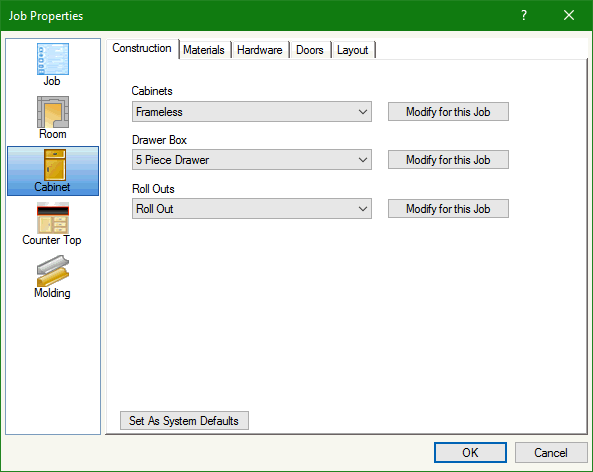 Job Properties ?
Job
Room
Cabinet
Counter Top
Molding
Construction Materials Hardware Doors Layout
Cabinets
Frameless Modify for this Job
Drawer Box
5 Piece Drawer Modify for this Job
Roll Outs
Roll Out Modify for this Job
Set As System Defaults
OK Cancel